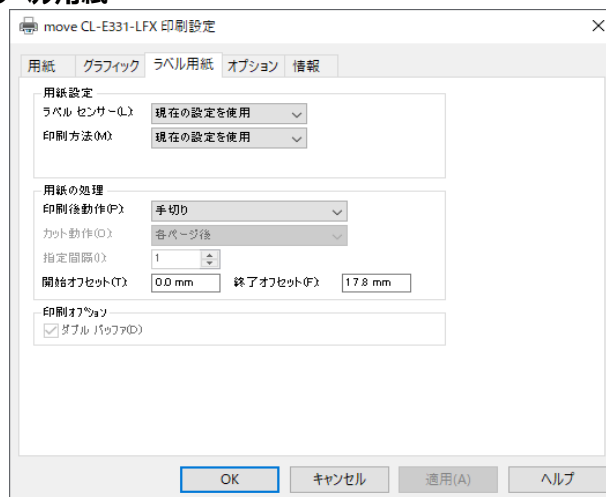 ベル用紙
move CL-E331-LFX 印刷設定
用紙 グラフィック ラベル用紙 オプション 情報
用紙設定
ラベル センサー(L): 現在の設定を使用
印刷方法(M): 現在の設定を使用
用紙の処理
印刷後動作(P): 手切り
カット動作(O): 各ページ後
指定間隔(I): 1
開始オフセット(T): 0.0 mm 終了オフセット(F): 17.8 mm
印刷オプション
ダブル バッファ(D)
OK キャンセル 適用(A) ヘルプ